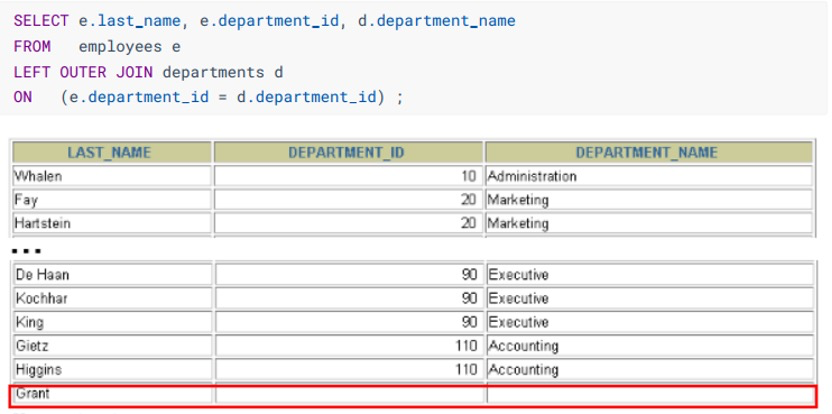 SELECT e.last_name, e.department_id, d.department_name
FROM   employees e
LEFT OUTER JOIN departments d
ON   (e.department_id = d.department_id) ;
LAST_NAME DEPARTMENT_ID DEPARTMENT_NAME
Whalen 10 Administration
Fay 20 Marketing
Hartstein 20 Marketing
...
De Haan 90 Executive
Kochhar 90 Executive
King 90 Executive
Gietz 110 Accounting
Higgins 110 Accounting
Grant